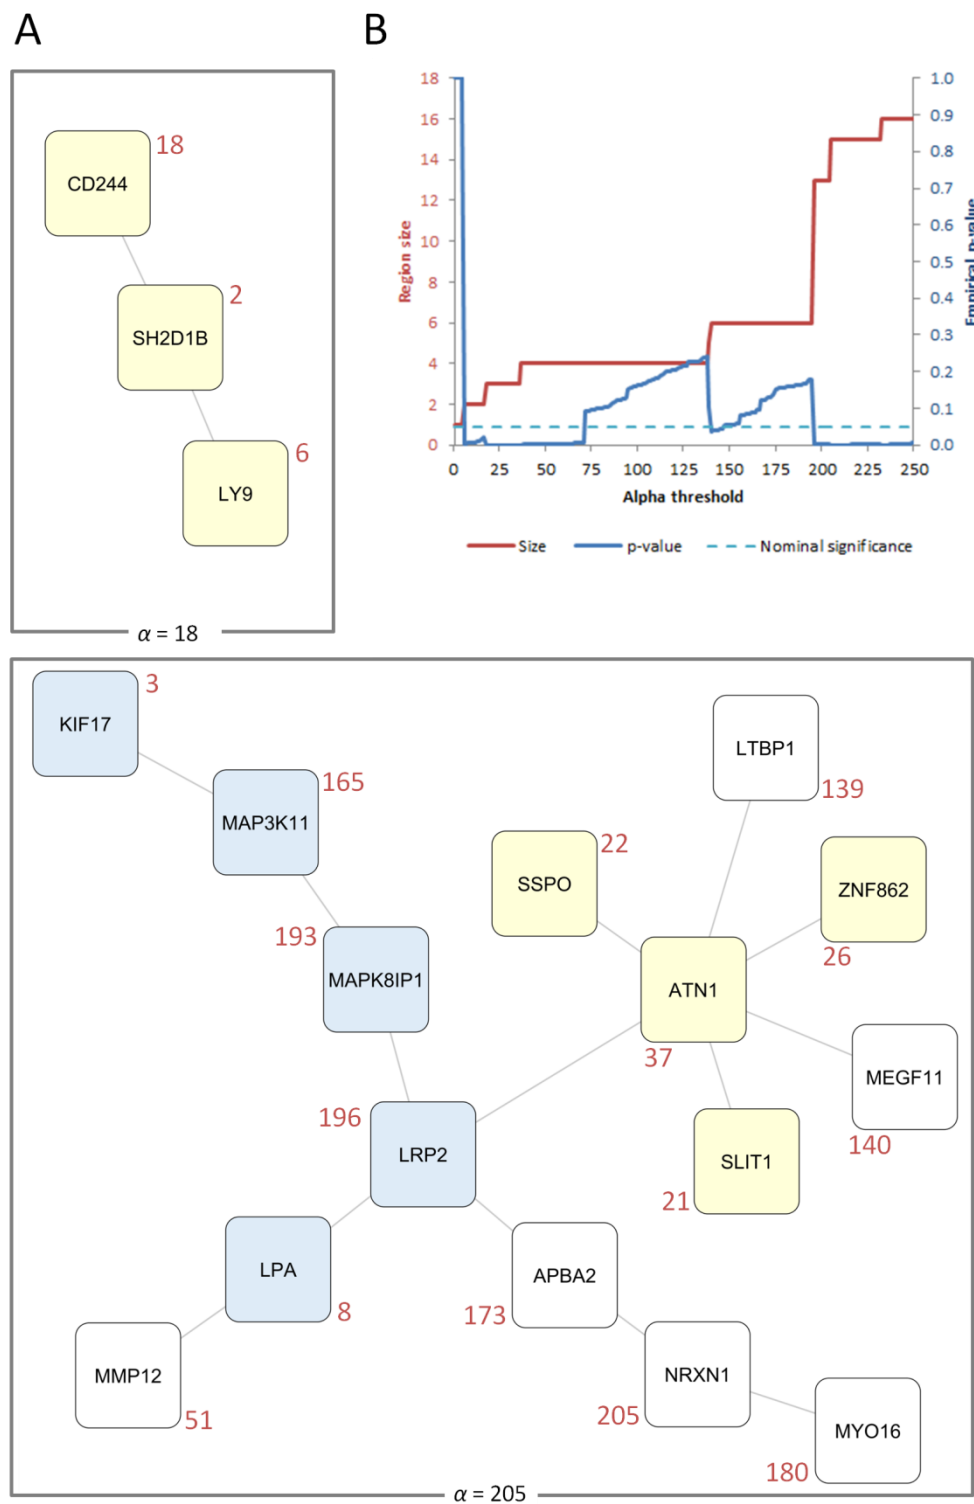 A
B
18
CD244
2
SH2D1B
6
LY9
α = 18
18
16
14
12
10
8
6
4
2
0
Region size
1.0
0.9
0.8
0.7
0.6
0.5
0.4
0.3
0.2
0.1
0.0
Empirical p-value
0 25 50 75 100 125 150 175 200 225 250
Alpha threshold
Size p-value Nominal significance
3
KIF17
165
MAP3K11
193
MAPK8IP1
LTBP1
139
22
SSPO
ZNF862
26
ATN1
37
MEGF11
140
196
LRP2
SLIT1
21
LPA
8
APBA2
173
MMP12
51
NRXN1
205
MYO16
180
α = 205